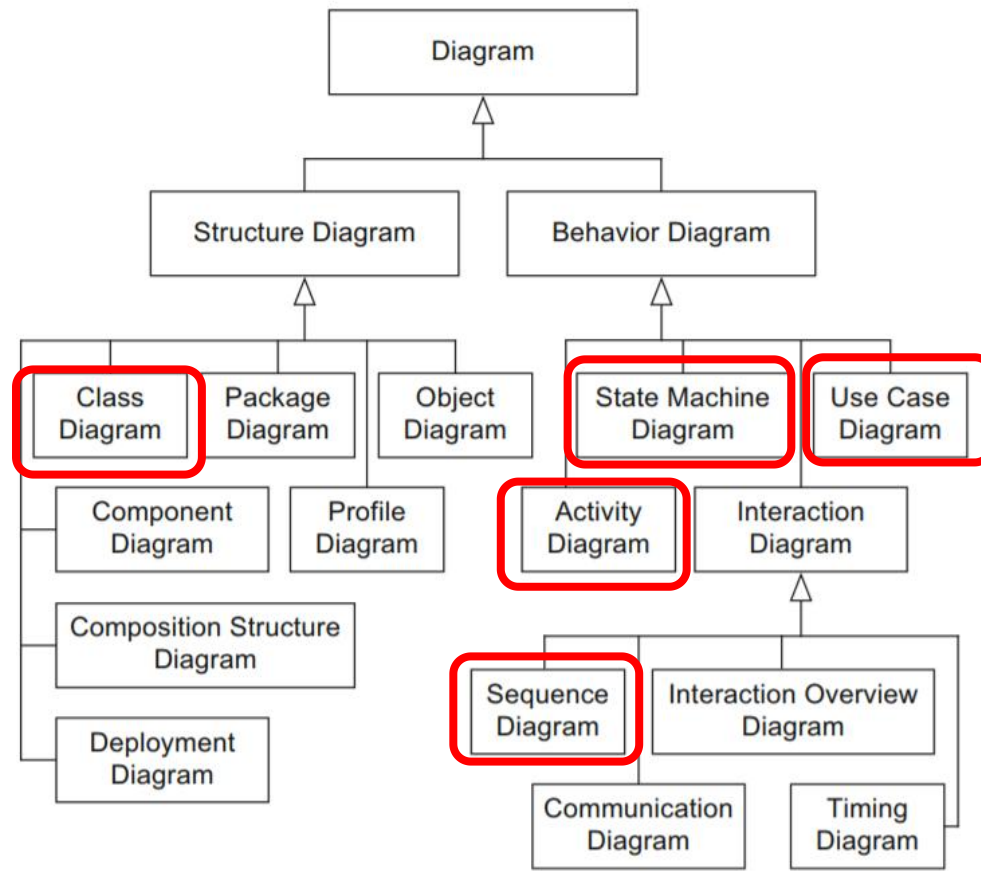 Diagram
Structure Diagram
Behavior Diagram
Class
Diagram
Package
Diagram
Object
Diagram
State Machine
Diagram
Use Case
Diagram
Component
Diagram
Profile
Diagram
Activity
Diagram
Interaction
Diagram
Composition Structure
Diagram
Sequence
Diagram
Interaction Overview
Diagram
Deployment
Diagram
Communication
Diagram
Timing
Diagram